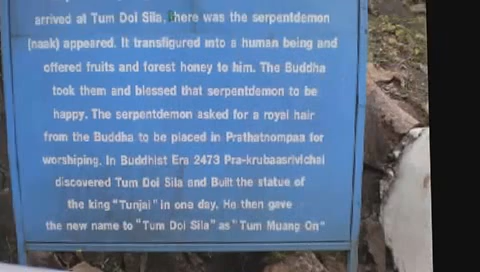 arrived at Tum Doi Sila, there was the serpentdemon
(naak) appeared. It transfigured into a human being and
offered fruits and forest honey to him. The Buddha
took them and blessed that serpentdemon to be
happy. The serpentdemon asked for a royal hair
from the Buddha to be placed in Prathatnompaa for
worshiping. In Buddhist Era 2473 Pra-krubaasrivichai
discovered Tum Doi Sila and Built the statue of
the king "Tunjai" in one day. He then gave
the new name to "Tum Doi Sila" as "Tum Muang On"